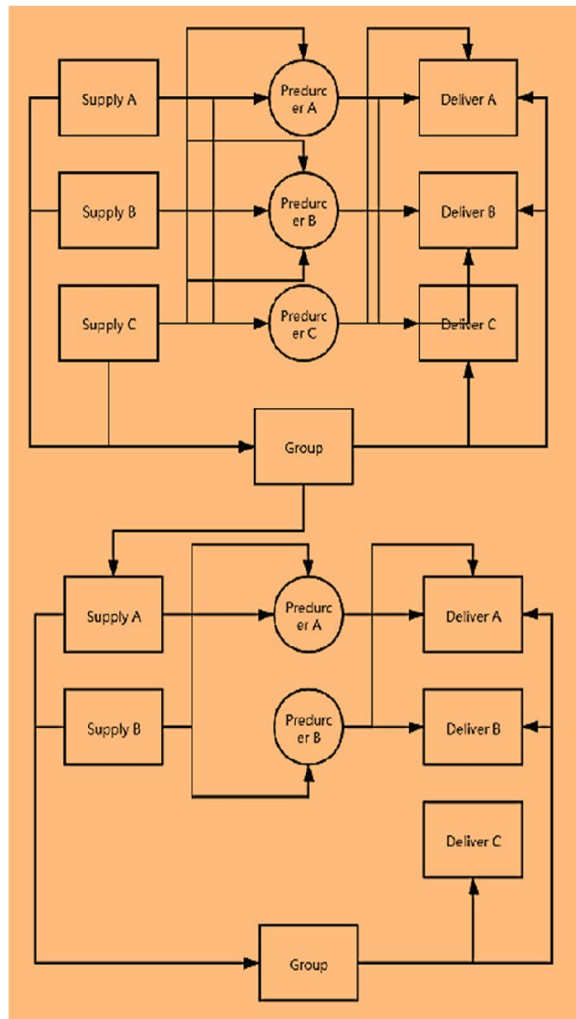 Supply A
Predurc
er A
Deliver A
Supply B
Predurc
er B
Deliver B
Supply C
Predurc
er C
Deliver C
Group
Supply A
Predurc
er A
Deliver A
Supply B
Predurc
er B
Deliver B
Deliver C
Group